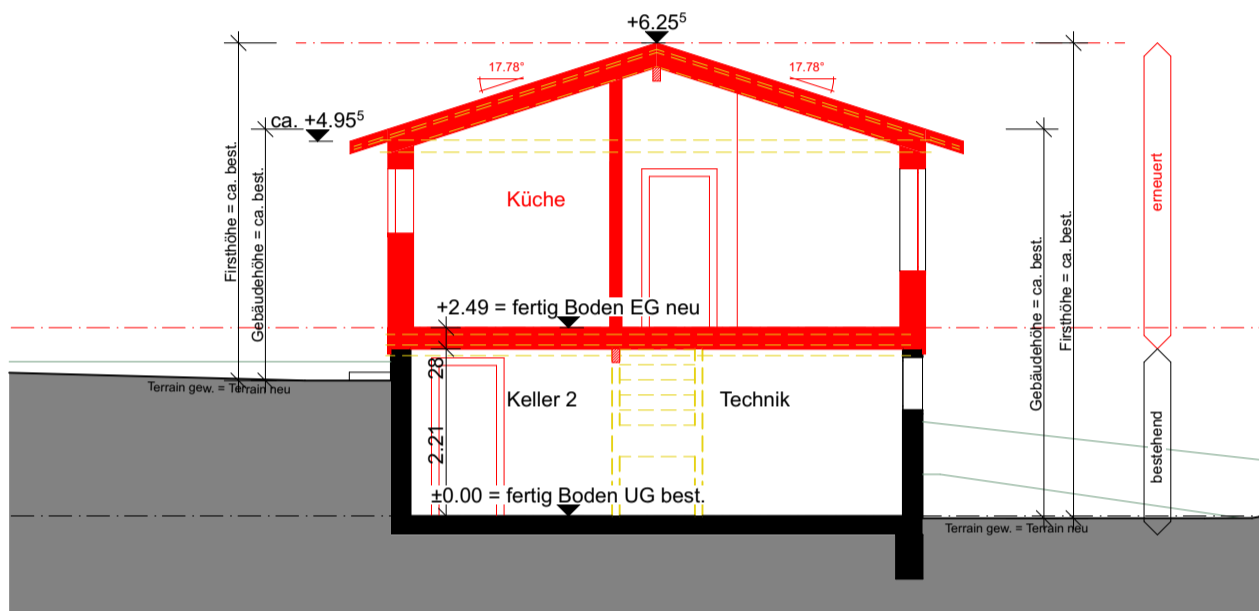 +6.25⁵
17.78°
17.78°
ca. +4.95⁵
Firsthöhe = ca. best.
Gebäudehöhe = ca. best.
Küche
erneuert
Gebäudehöhe = ca. best.
Firsthöhe = ca. best.
+2.49 = fertig Boden EG neu
28
Terrain gew. = Terrain neu
Keller 2
Technik
2.21
bestehend
±0.00 = fertig Boden UG best.
Terrain gew. = Terrain neu